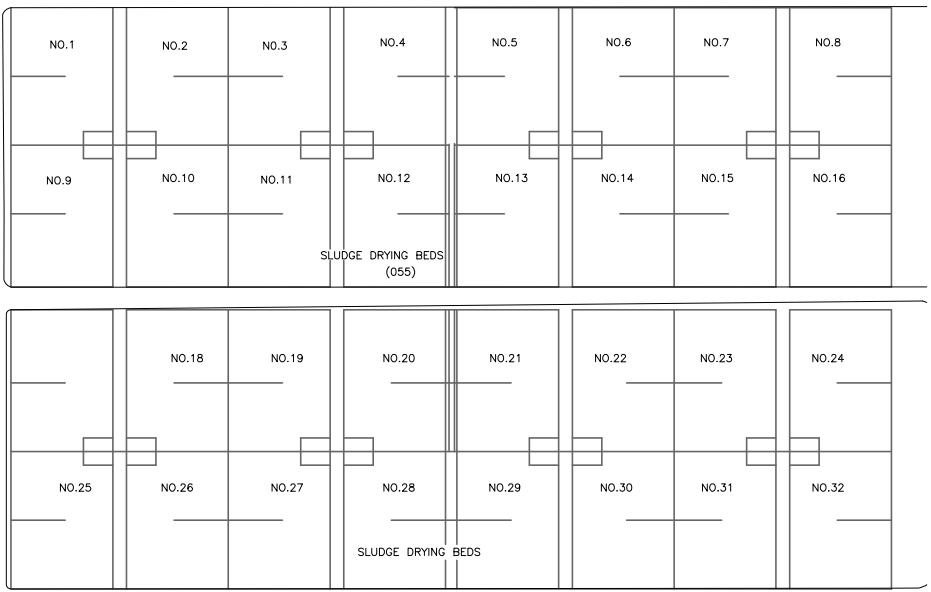 NO.1
NO.2
NO.3
NO.4
NO.5
NO.6
NO.7
NO.8
NO.9
NO.10
NO.11
NO.12
NO.13
NO.14
NO.15
NO.16
SLUDGE DRYING BEDS
(055)
NO.18
NO.19
NO.20
NO.21
NO.22
NO.23
NO.24
NO.25
NO.26
NO.27
NO.28
NO.29
NO.30
NO.31
NO.32
SLUDGE DRYING BEDS